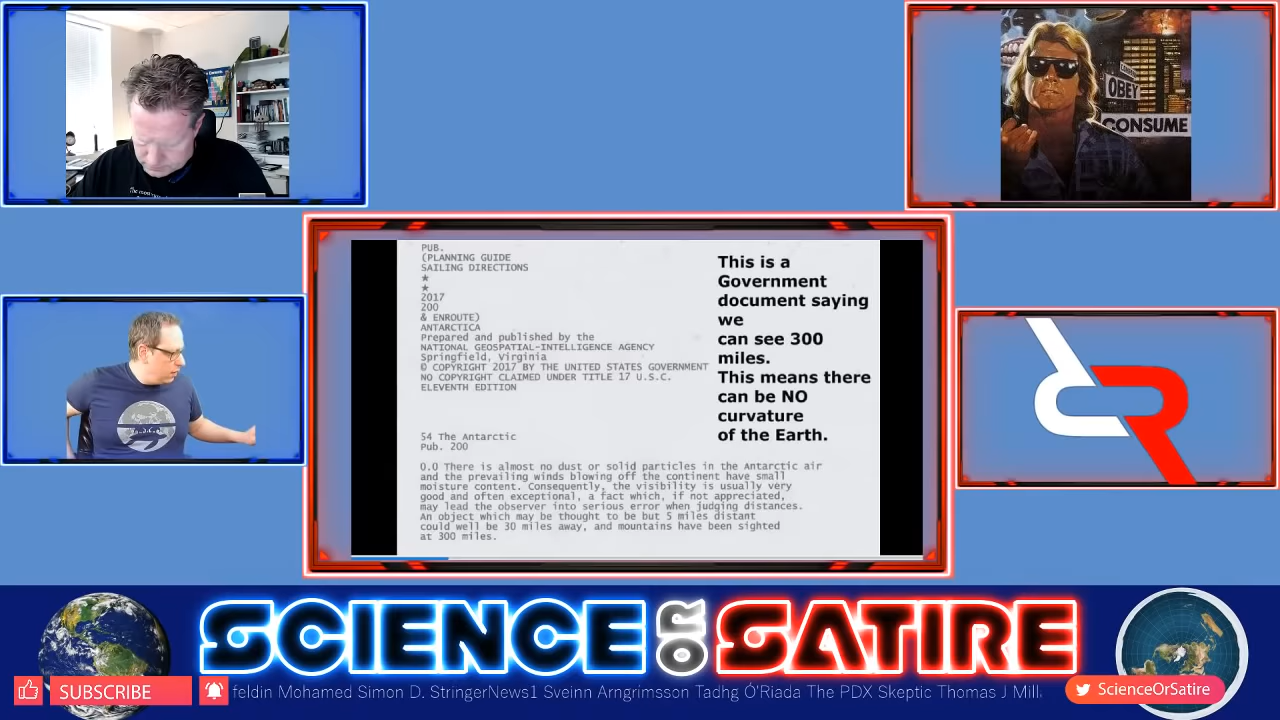 OBEY
CONSUME
PUB.
(PLANNING GUIDE
SAILING DIRECTIONS
★
★
2017
200
& ENROUTE)
ANTARCTICA
Prepared and published by the
NATIONAL GEOSPATIAL-INTELLIGENCE AGENCY
Springfield, Virginia
© COPYRIGHT 2017 BY THE UNITED STATES GOVERNMENT
NO COPYRIGHT CLAIMED UNDER TITLE 17 U.S.C.
ELEVENTH EDITION
54 The Antarctic
Pub. 200
0.0 There is almost no dust or solid particles in the Antarctic air
and the prevailing winds blowing off the continent have small
moisture content. Consequently, the visibility is usually very
good and often exceptional, a fact which, if not appreciated,
may lead the observer into serious error when judging distances.
An object which may be thought to be but 5 miles distant
could well be 30 miles away, and mountains have been sighted
at 300 miles.
This is a
Government
document saying
we
can see 300
miles.
This means there
can be NO
curvature
of the Earth.
SCIENCE OR SATIRE
SUBSCRIBE
feldin Mohamed Simon D. StringerNews1 Sveinn Arngrímsson Tadhg Ó'Riada The PDX Skeptic Thomas J Mill
ScienceOrSatire